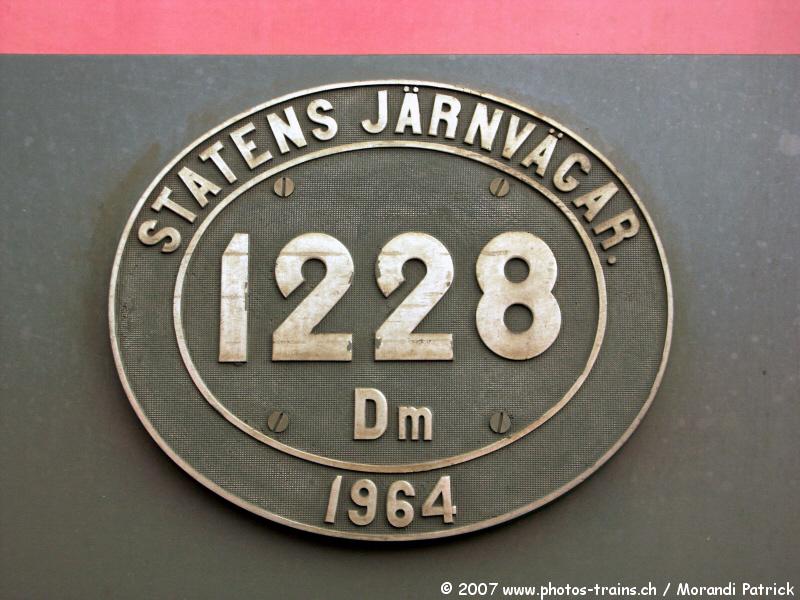 STATENS JÄRNVÄGAR.
1228
Dm
1964
© 2007 www.photos-trains.ch / Morandi Patrick